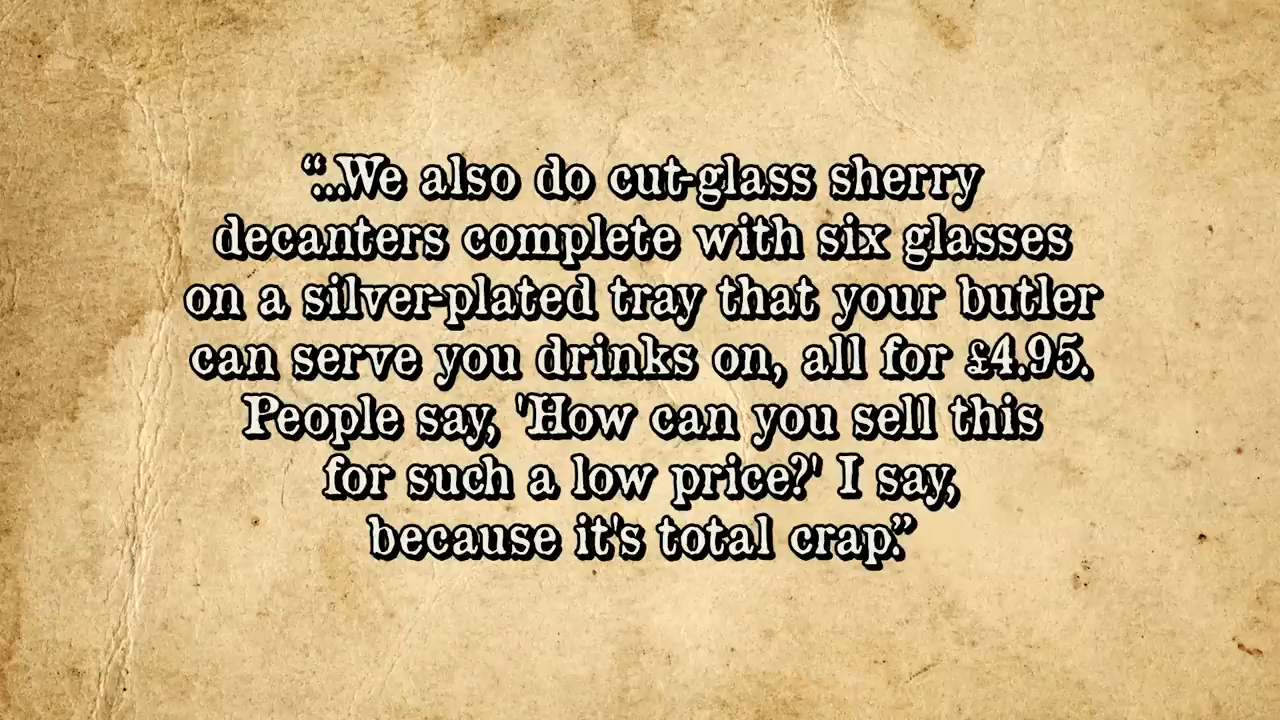 “...We also do cut-glass sherry
decanters complete with six glasses
on a silver-plated tray that your butler
can serve you drinks on, all for £4.95.
People say, 'How can you sell this
for such a low price?' I say,
because it's total crap.”